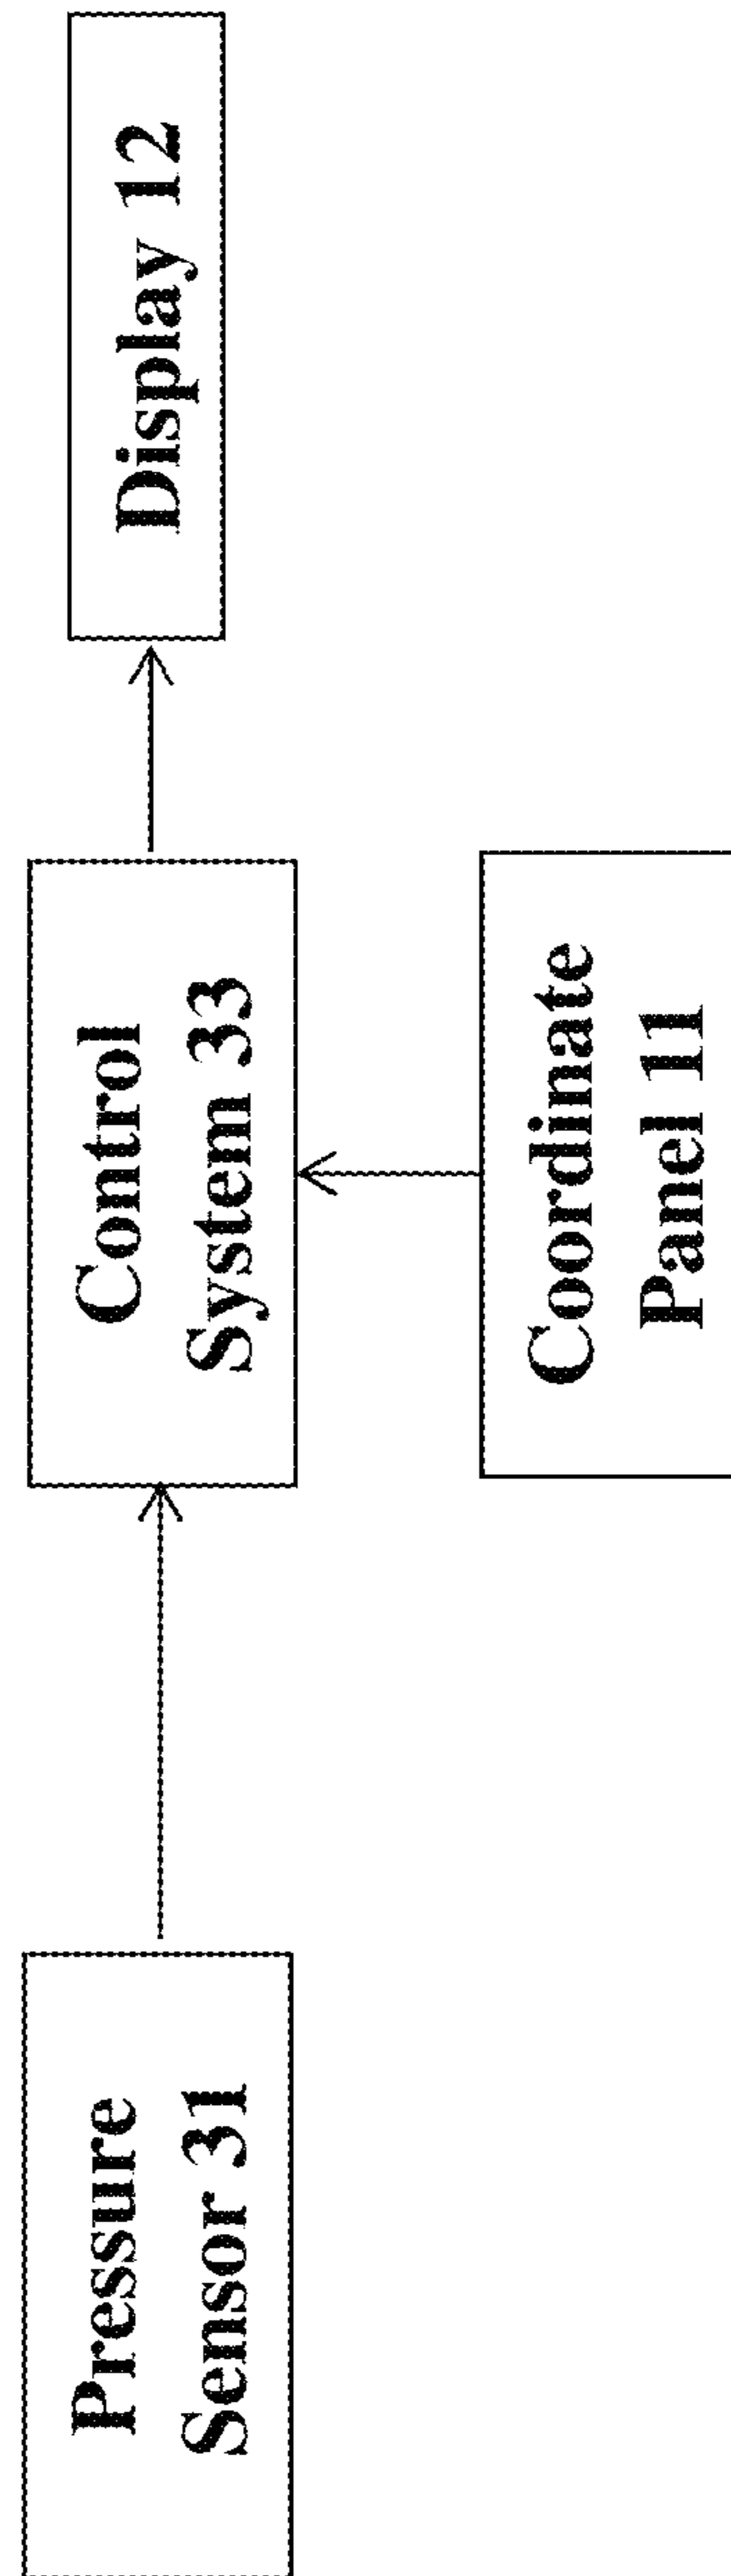 Pressure
Sensor 31
Control
System 33
Display 12
Coordinate
Panel 11